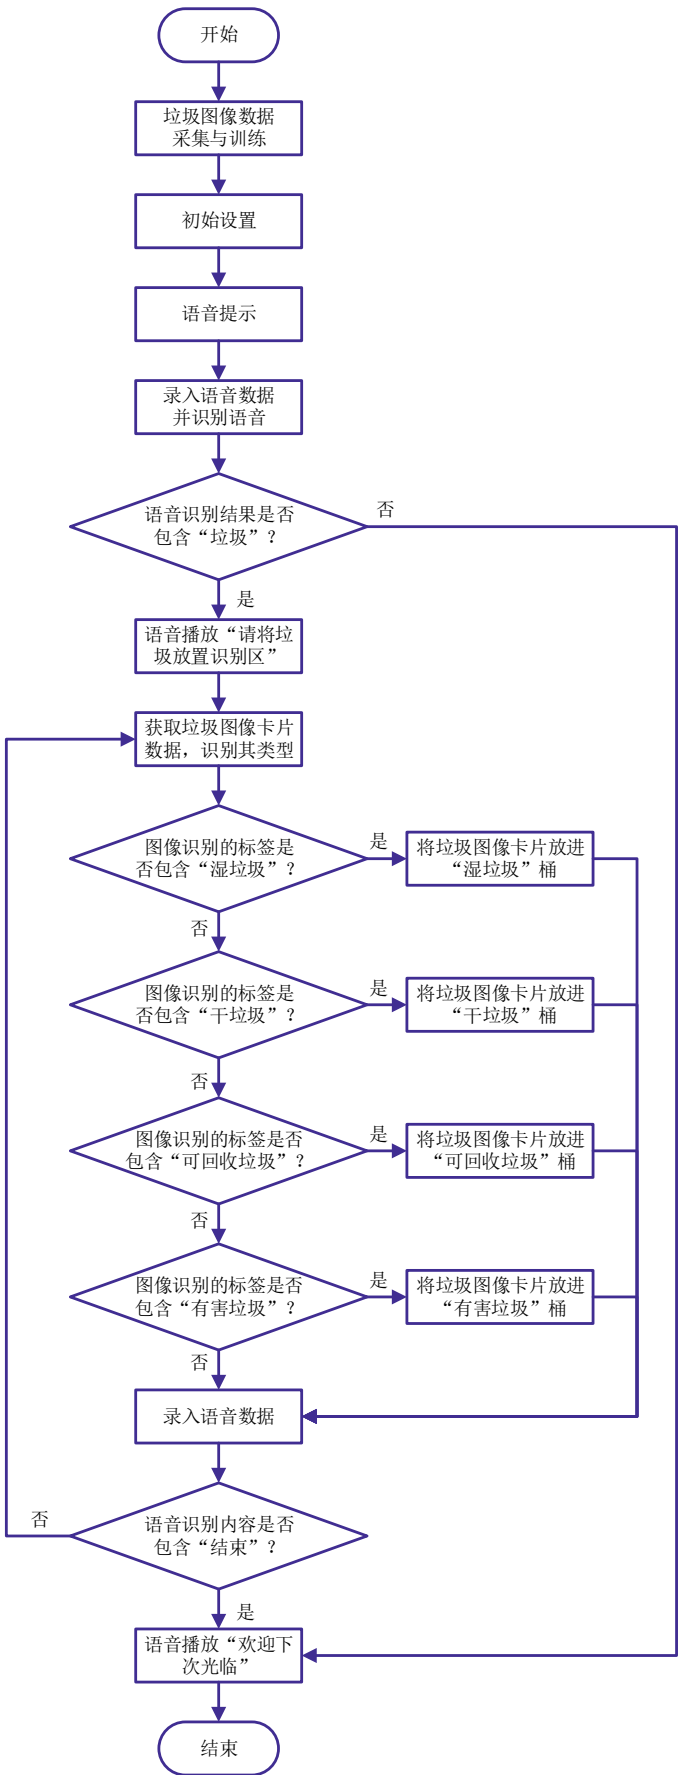 开始
垃圾图像数据
采集与训练
初始设置
语音提示
录入语音数据
并识别语音
语音识别结果是否
包含“垃圾”？
否
是
语音播放“请将垃
圾放置识别区”
获取垃圾图像卡片
数据，识别其类型
图像识别的标签是
否包含“湿垃圾”？
是
将垃圾图像卡片放进
“湿垃圾”桶
否
图像识别的标签是
否包含“干垃圾”？
是
将垃圾图像卡片放进
“干垃圾”桶
否
图像识别的标签是否
包含“可回收垃圾”？
是
将垃圾图像卡片放进
“可回收垃圾”桶
否
图像识别的标签是否
包含“有害垃圾”？
是
将垃圾图像卡片放进
“有害垃圾”桶
否
录入语音数据
语音识别内容是否
包含“结束”？
否
是
语音播放“欢迎下
次光临”
结束